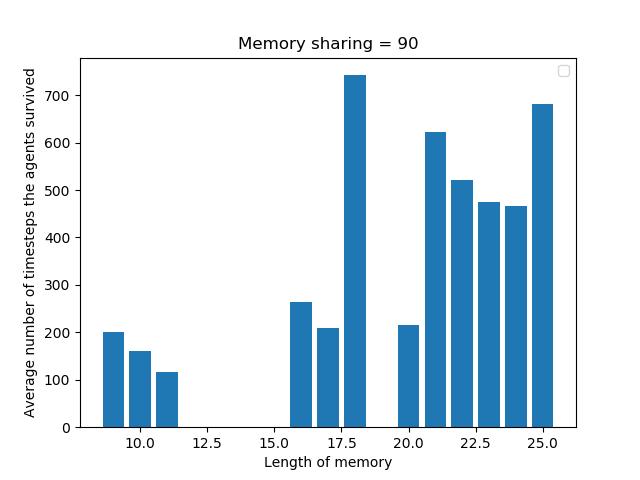 Memory sharing = 90
Average number of timesteps the agents survived
700
600
500
400
300
200
100
0
10.0 12.5 15.0 17.5 20.0 22.5 25.0
Length of memory